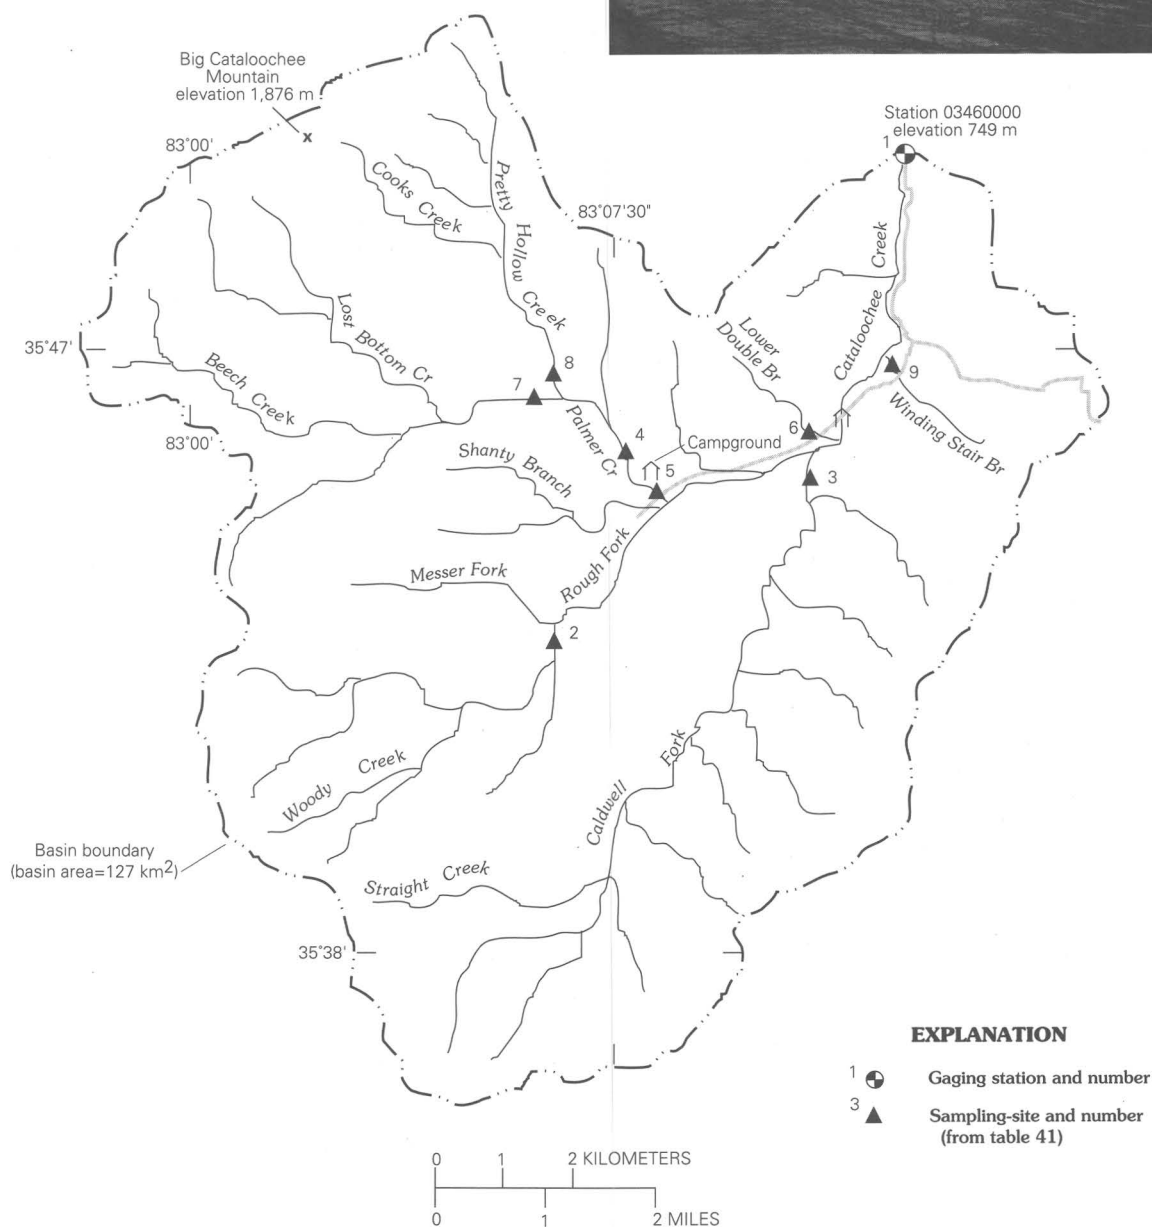 Big Cataloochee
Mountain
elevation 1,876 m
x
83°00'
Station 03460000
elevation 749 m
1
Cooks Creek
Pretty Hollow Creek
83°07'30"
Creek
Cataloochee
Lower
Double Br
Lost Bottom Cr
35°47'
Beech Creek
8
7
9
Winding Stair Br
83°00'
Palmer Cr
6
4
Campground
Shanty Branch
5
3
Rough Fork
Messer Fork
2
Woody Creek
Caldwell Fork
Basin boundary
(basin area=127 km2)
Straight Creek
35°38'
EXPLANATION
1 Gaging station and number
3 Sampling-site and number
(from table 41)
0 1 2 KILOMETERS
0 1 2 MILES